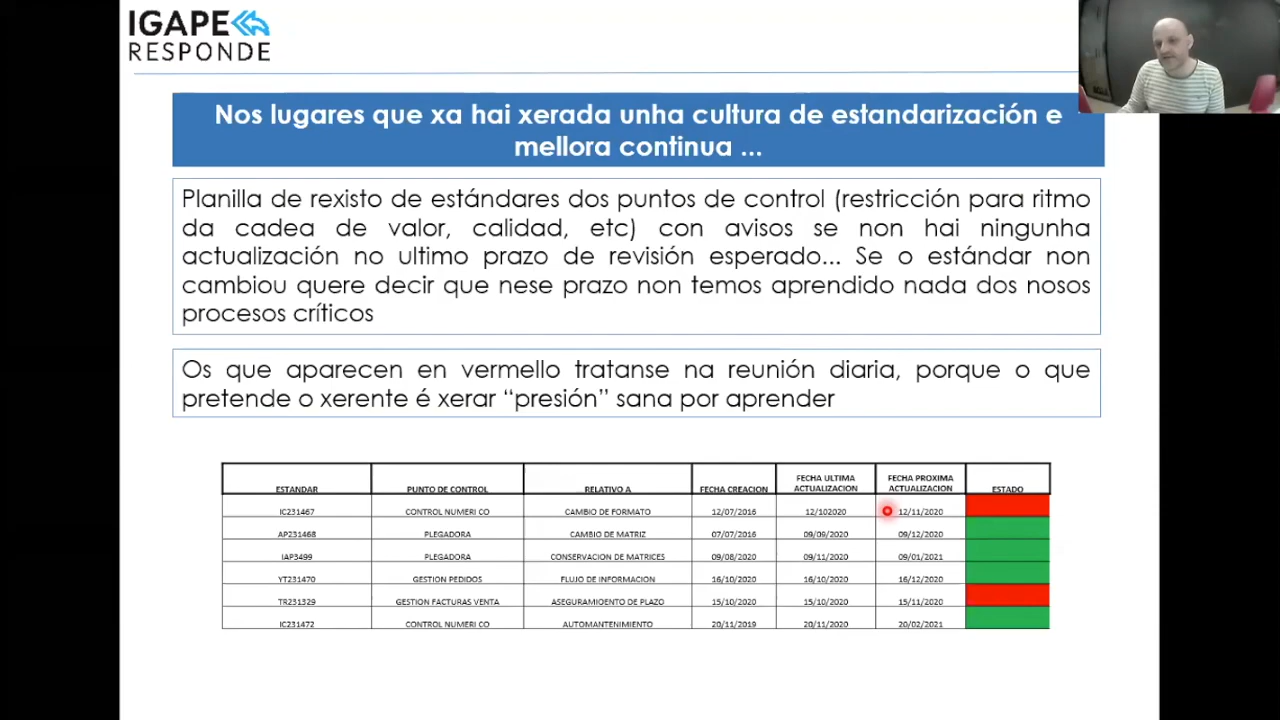 IGAPE
RESPONDE
Nos lugares que xa hai xerada unha cultura de estandarización e
mellora continua ...
Planilla de rexisto de estándares dos puntos de control (restricción para ritmo
da cadea de valor, calidad, etc) con avisos se non hai ningunha
actualización no ultimo prazo de revisión esperado... Se o estándar non
cambiou quere decir que nese prazo non temos aprendido nada dos nosos
procesos críticos
Os que aparecen en vermello tratanse na reunión diaria, porque o que
pretende o xerente é xerar “presión” sana por aprender
ESTANDAR PUNTO DE CONTROL RELATIVO A FECHA CREACION FECHA ULTIMA ACTUALIZACION FECHA PROXIMA ACTUALIZACION ESTADO
IC231467 CONTROL NUMERI CO CAMBIO DE FORMATO 12/07/2016 12/102020 12/11/2020
AP231468 PLEGADORA CAMBIO DE MATRIZ 07/07/2016 09/09/2020 09/12/2020
IAP3499 PLEGADORA CONSERVACION DE MATRICES 09/08/2020 09/11/2020 09/01/2021
YT231470 GESTION PEDIDOS FLUJO DE INFORMACION 16/10/2020 16/10/2020 16/12/2020
TR231329 GESTION FACTURAS VENTA ASEGURAMIOENTO DE PLAZO 15/10/2020 15/10/2020 15/11/2020
IC231472 CONTROL NUMERI CO AUTOMANTENIMIENTO 20/11/2019 20/11/2020 20/02/2021